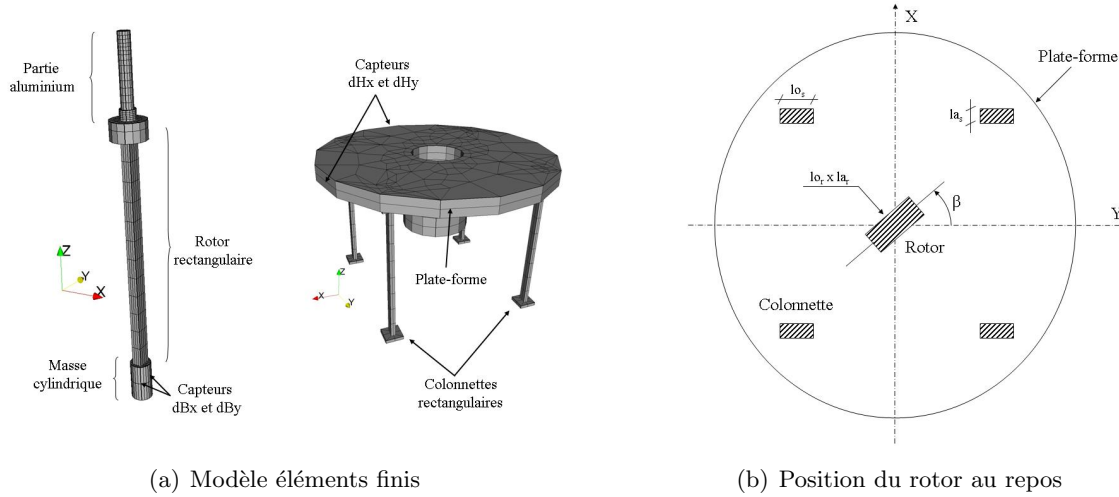 Partie
aluminium
Rotor
rectangulaire
Z
Y
X
Masse
cylindrique
Capteurs
dBx et dBy
Capteurs
dHx et dHy
Plate-forme
Z
X
Y
Colonnettes
rectangulaires
(a) Modèle éléments finis
X
Plate-forme
lo_s
la_s
lo_r x la_r
β
Y
Rotor
Colonnette
(b) Position du rotor au repos